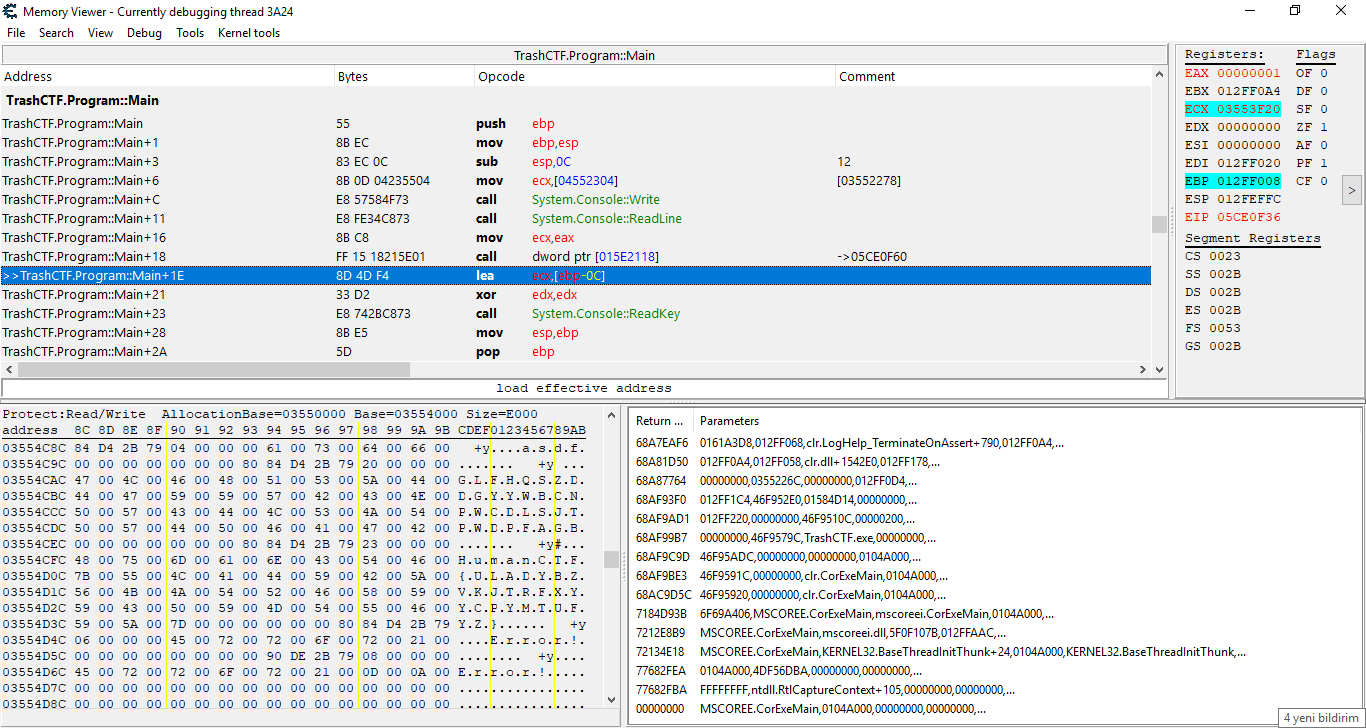 Memory Viewer - Currently debugging thread 3A24
File Search View Debug Tools Kernel tools
TrashCTF.Program::Main
Address Bytes Opcode Comment
TrashCTF.Program::Main
TrashCTF.Program::Main 55 push ebp
TrashCTF.Program::Main+1 8B EC mov ebp,esp
TrashCTF.Program::Main+3 83 EC 0C sub esp,0C 12
TrashCTF.Program::Main+6 8B 0D 04235504 mov ecx,[04552304] [03552278]
TrashCTF.Program::Main+C E8 57584F73 call System.Console::Write
TrashCTF.Program::Main+11 E8 FE34C873 call System.Console::ReadLine
TrashCTF.Program::Main+16 8B C8 mov ecx,eax
TrashCTF.Program::Main+18 FF 15 18215E01 call dword ptr [015E2118] ->05CE0F60
>>TrashCTF.Program::Main+1E 8D 4D F4 lea ecx,[ebp-0C]
TrashCTF.Program::Main+21 33 D2 xor edx,edx
TrashCTF.Program::Main+23 E8 742BC873 call System.Console::ReadKey
TrashCTF.Program::Main+28 8B E5 mov esp,ebp
TrashCTF.Program::Main+2A 5D pop ebp
load effective address
Registers: Flags
EAX 00000001 OF 0
EBX 012FF0A4 DF 0
ECX 03553F20 SF 0
EDX 00000000 ZF 1
ESI 00000000 AF 0
EDI 012FF020 PF 1
EBP 012FF008 CF 0
ESP 012FEFFC
EIP 05CE0F36
Segment Registers
CS 0023
SS 002B
DS 002B
ES 002B
FS 0053
GS 002B
>
Protect:Read/Write AllocationBase=03550000 Base=03554000 Size=E000
address 8C 8D 8E 8F 90 91 92 93 94 95 96 97 98 99 9A 9B CDEF0123456789AB
03554C8C 84 D4 2B 79 04 00 00 00 61 00 73 00 64 00 66 00 +y....a.s.d.f.
03554C9C 00 00 00 00 00 00 00 80 84 D4 2B 79 20 00 00 00 ....... +y ...
03554CAC 47 00 4C 00 46 00 48 00 51 00 53 00 5A 00 44 00 G.L.F.H.Q.S.Z.D.
03554CBC 44 00 47 00 59 00 59 00 57 00 42 00 43 00 4E 00 D.G.Y.Y.W.B.C.N.
03554CCC 50 00 57 00 43 00 44 00 4C 00 53 00 4A 00 54 00 P.W.C.D.L.S.J.T.
03554CDC 50 00 57 00 44 00 50 00 46 00 41 00 47 00 42 00 P.W.D.P.F.A.G.B.
03554CEC 00 00 00 00 00 00 00 80 84 D4 2B 79 23 00 00 00 ....... +y#...
03554CFC 48 00 75 00 6D 00 61 00 6E 00 43 00 54 00 46 00 H.u.m.a.n.C.T.F.
03554D0C 7B 00 55 00 4C 00 41 00 44 00 59 00 42 00 5A 00 {.U.L.A.D.Y.B.Z.
03554D1C 56 00 4B 00 4A 00 54 00 52 00 46 00 58 00 59 00 V.K.J.T.R.F.X.Y.
03554D2C 59 00 43 00 50 00 59 00 4D 00 54 00 55 00 46 00 Y.C.P.Y.M.T.U.F.
03554D3C 59 00 5A 00 7D 00 00 00 00 00 00 80 84 D4 2B 79 Y.Z.}...... +y
03554D4C 06 00 00 00 45 00 72 00 72 00 6F 00 72 00 21 00 ....E.r.r.o.r.!.
03554D5C 00 00 00 00 00 00 00 00 90 DE 2B 79 08 00 00 00 ........ +y....
03554D6C 45 00 72 00 72 00 6F 00 72 00 21 00 0D 00 0A 00 E.r.r.o.r.!.....
03554D7C 00 00 00 00 00 00 00 00 00 00 00 00 00 00 00 00 ................
03554D8C 00 00 00 00 00 00 00 00 00 00 00 00 00 00 00 00 ................
Return ... Parameters
68A7EAF6 0161A3D8,012FF068,clr.LogHelp_TerminateOnAssert+790,012FF0A4,...
68A81D50 012FF0A4,012FF058,clr.dll+1542E0,012FF178,...
68A87764 00000000,0355226C,00000000,012FF0D4,...
68AF93F0 012FF1C4,46F952E0,01584D14,00000000,...
68AF9AD1 012FF220,00000000,46F9510C,00000200,...
68AF99B7 00000000,46F9579C,TrashCTF.exe,00000000,...
68AF9C9D 46F95ADC,00000000,00000000,0104A000,...
68AF9BE3 46F9591C,00000000,clr.CorExeMain,0104A000,...
68AC9D5C 46F95920,00000000,clr.CorExeMain,0104A000,...
7184D93B 6F69A406,MSCOREE.CorExeMain,mscoreei.CorExeMain,0104A000,...
7212E8B9 MSCOREE.CorExeMain,mscoreei.dll,5F0F107B,012FFAAC,...
72134E18 MSCOREE.CorExeMain,KERNEL32.BaseThreadInitThunk+24,0104A000,KERNEL32.BaseThreadInitThunk,...
77682FEA 0104A000,4DF56DBA,00000000,00000000,...
77682FBA FFFFFFFF,ntdll.RtlCaptureContext+105,00000000,00000000,...
00000000 MSCOREE.CorExeMain,0104A000,00000000,00000000,...
4 yeni bildirim